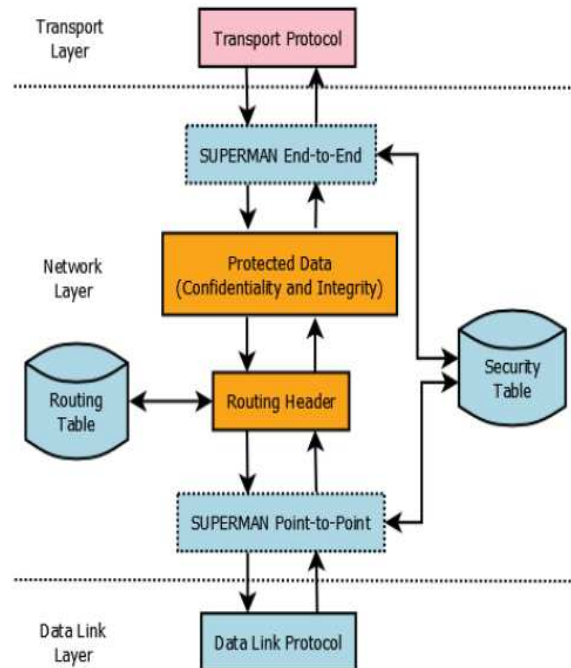 Transport
Layer
Transport Protocol
SUPERMAN End-to-End
Network
Layer
Protected Data
(Confidentiality and Integrity)
Routing
Table
Routing Header
Security
Table
SUPERMAN Point-to-Point
Data Link
Layer
Data Link Protocol